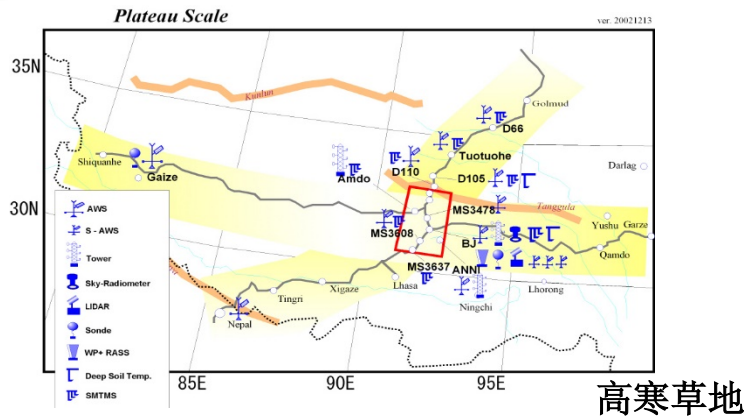 Plateau Scale
ver. 20021213
35N
Kunlun
Golmud
D66
Tuotuohe
Shiquanhe
Gaize
Amdo
D110
D105
Darlag
30N
MS3478
Tanggula
Yushu
Garze
MS3608
BJ
Qamdo
MS3637
ANNI
Lhasa
Xigaze
Tingri
Lhorong
Ningchi
Nepal
AWS
S - AWS
Tower
Sky-Radiometer
LIDAR
Sonde
WP+ RASS
Deep Soil Temp.
SMTMS
85E
90E
95E
高寒草地